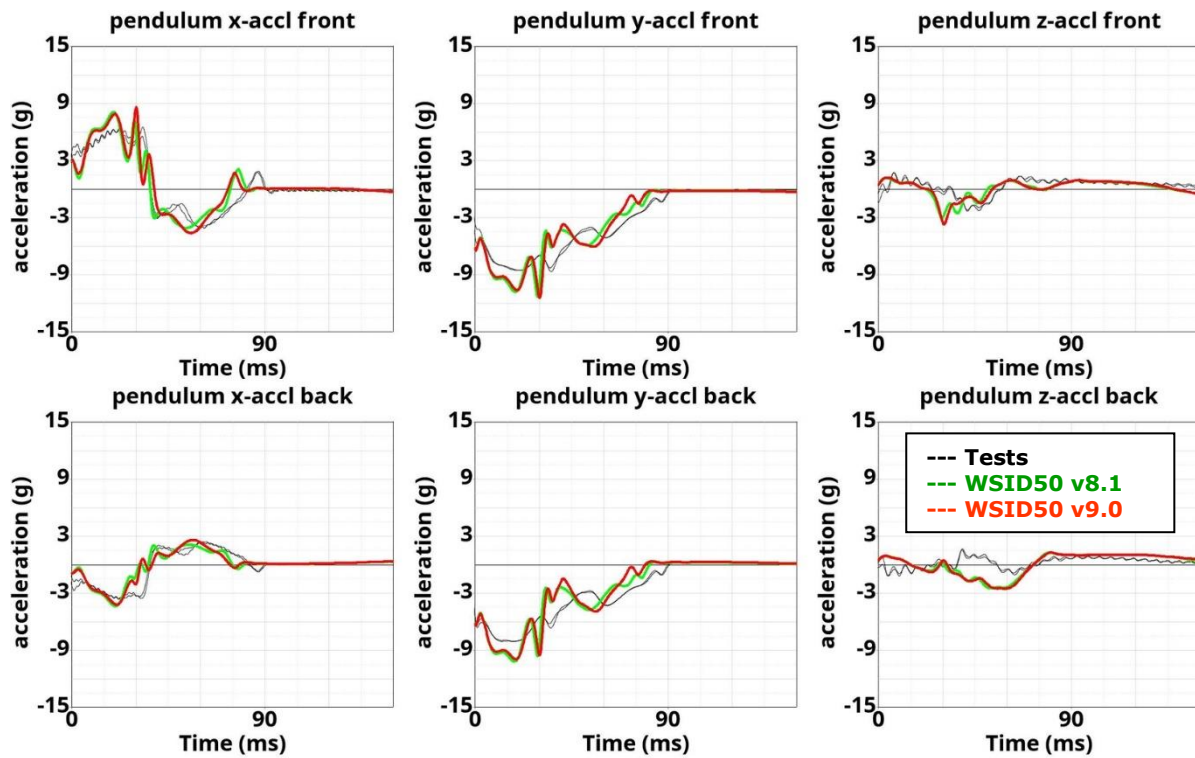 pendulum x-accl front
pendulum y-accl front
pendulum z-accl front
acceleration (g)
15
9
3
-3
-9
-15
0
90
Time (ms)
acceleration (g)
15
9
3
-3
-9
-15
0
90
Time (ms)
acceleration (g)
15
9
3
-3
-9
-15
0
90
Time (ms)
pendulum x-accl back
pendulum y-accl back
pendulum z-accl back
acceleration (g)
15
9
3
-3
-9
-15
0
90
Time (ms)
acceleration (g)
15
9
3
-3
-9
-15
0
90
Time (ms)
acceleration (g)
15
9
3
-3
-9
-15
0
90
Time (ms)
--- Tests
--- WSID50 v8.1
--- WSID50 v9.0